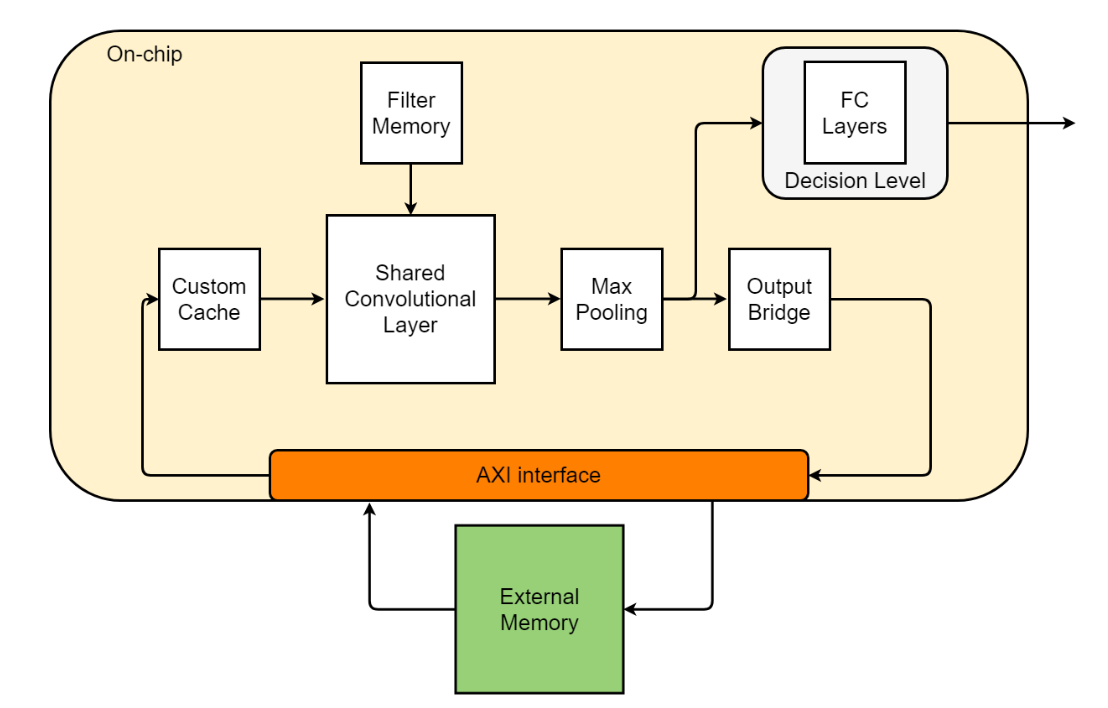 On-chip
Filter
Memory
FC
Layers
Decision Level
Custom
Cache
Shared
Convolutional
Layer
Max
Pooling
Output
Bridge
AXI interface
External
Memory